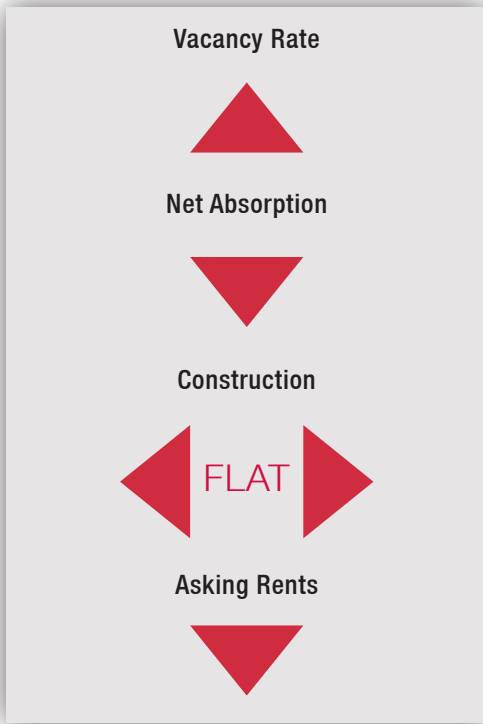 Vacancy Rate
Net Absorption
Construction
FLAT
Asking Rents